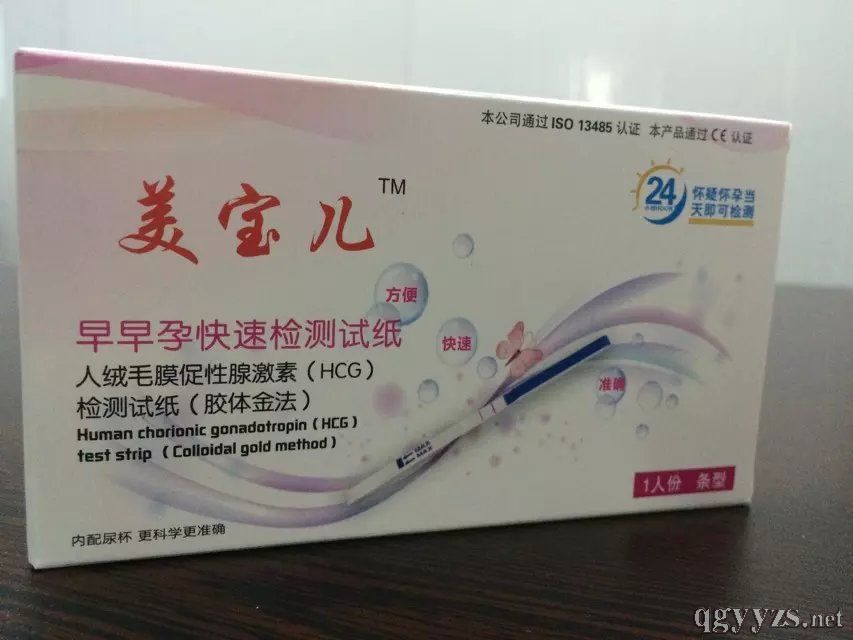 本公司通过 ISO 13485 认证 本产品通过 CE 认证
美宝儿 TM
24
怀疑怀孕当
天即可检测
方便
快速
准确
早早孕快速检测试纸
人绒毛膜促性腺激素（HCG）
检测试纸（胶体金法）
Human chorionic gonadotropin（HCG）
test strip（Colloidal gold method）
MAX
MAX
1人份 条型
内配尿杯 更科学更准确
qgyyzs.net